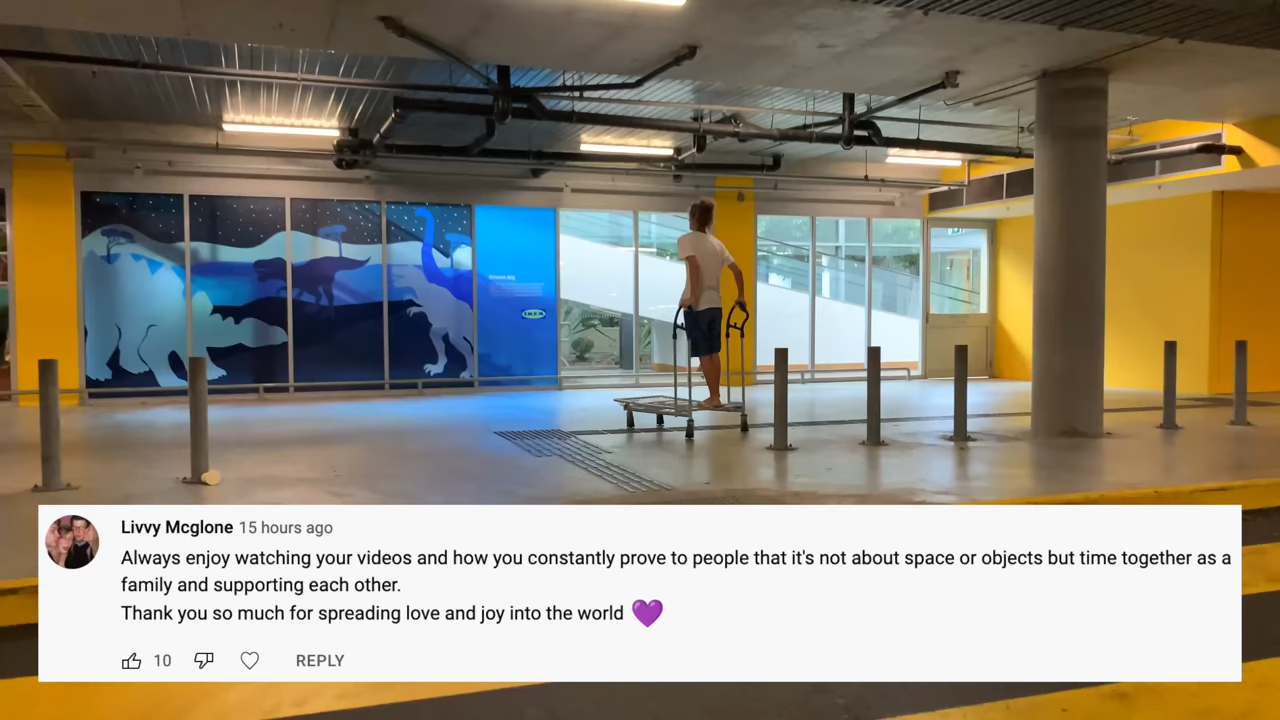 IKEA
Livvy Mcglone 15 hours ago
Always enjoy watching your videos and how you constantly prove to people that it's not about space or objects but time together as a
family and supporting each other.
Thank you so much for spreading love and joy into the world 💜
10 REPLY